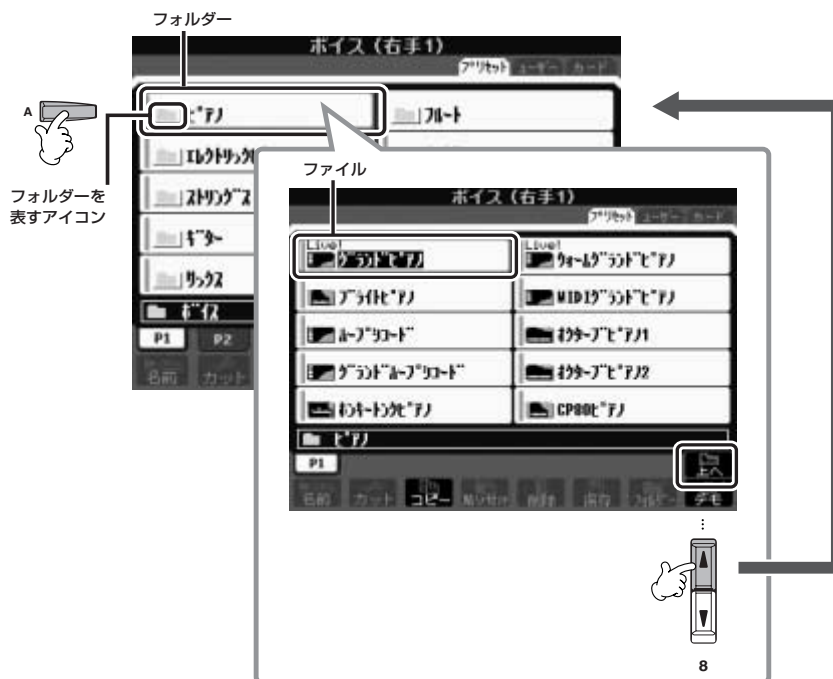 フォルダー
ボイス (右手1)
プリセット ユーザー カード
A
ピアノ
フルート
フォルダーを
表すアイコン
ストリングス
ギター
サックス
ボイス
P1 P2
名前 カット
ファイル
ボイス (右手1)
プリセット ユーザー カード
Live!
グランドピアノ
Live!
ウォームグランドピアノ
ブライトピアノ
MIDIグランドピアノ
ハープシコード
オクターブピアノ1
グランドハープシコード
オクターブピアノ2
ホンキートンクピアノ
CP80ピアノ
ピアノ
P1
上へ
名前 カット コピー 貼り付け 削除 保存 フォルダー デモ
8